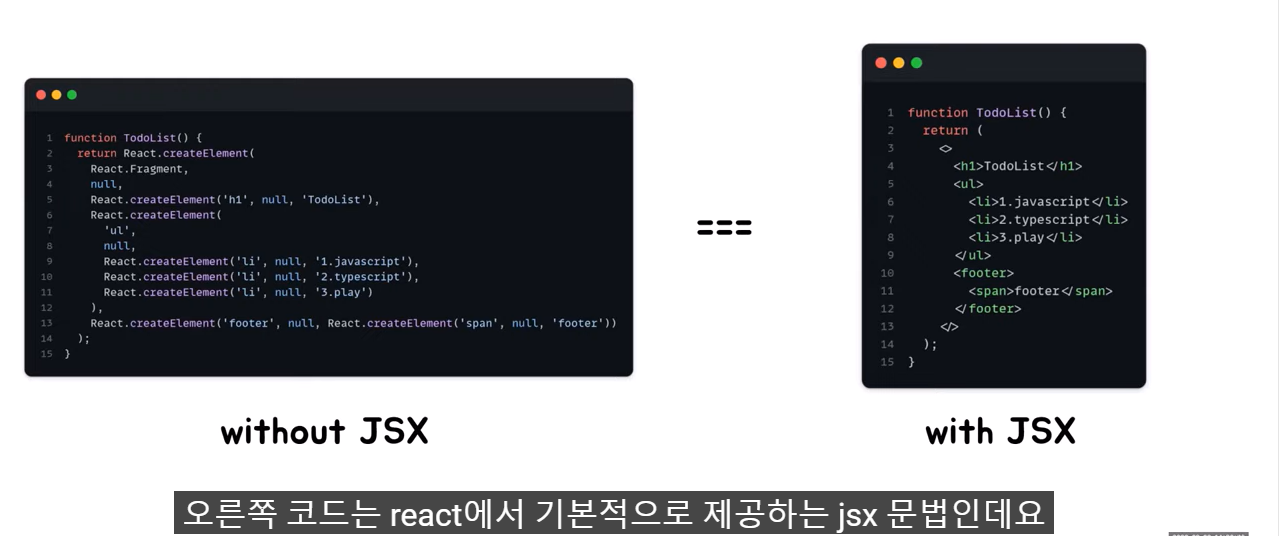 1 function TodoList() {
2 return React.createElement(
3 React.Fragment,
4 null,
5 React.createElement('h1', null, 'TodoList'),
6 React.createElement(
7 'ul',
8 null,
9 React.createElement('li', null, '1.javascript'),
10 React.createElement('li', null, '2.typescript'),
11 React.createElement('li', null, '3.play')
12 ),
13 React.createElement('footer', null, React.createElement('span', null, 'footer'))
14 );
15 }
without JSX
===
1 function TodoList() {
2 return (
3 <>
4 <h1>TodoList</h1>
5 <ul>
6 <li>1.javascript</li>
7 <li>2.typescript</li>
8 <li>3.play</li>
9 </ul>
10 <footer>
11 <span>footer</span>
12 </footer>
13 </>
14 );
15 }
with JSX
오른쪽 코드는 react에서 기본적으로 제공하는 jsx 문법인데요